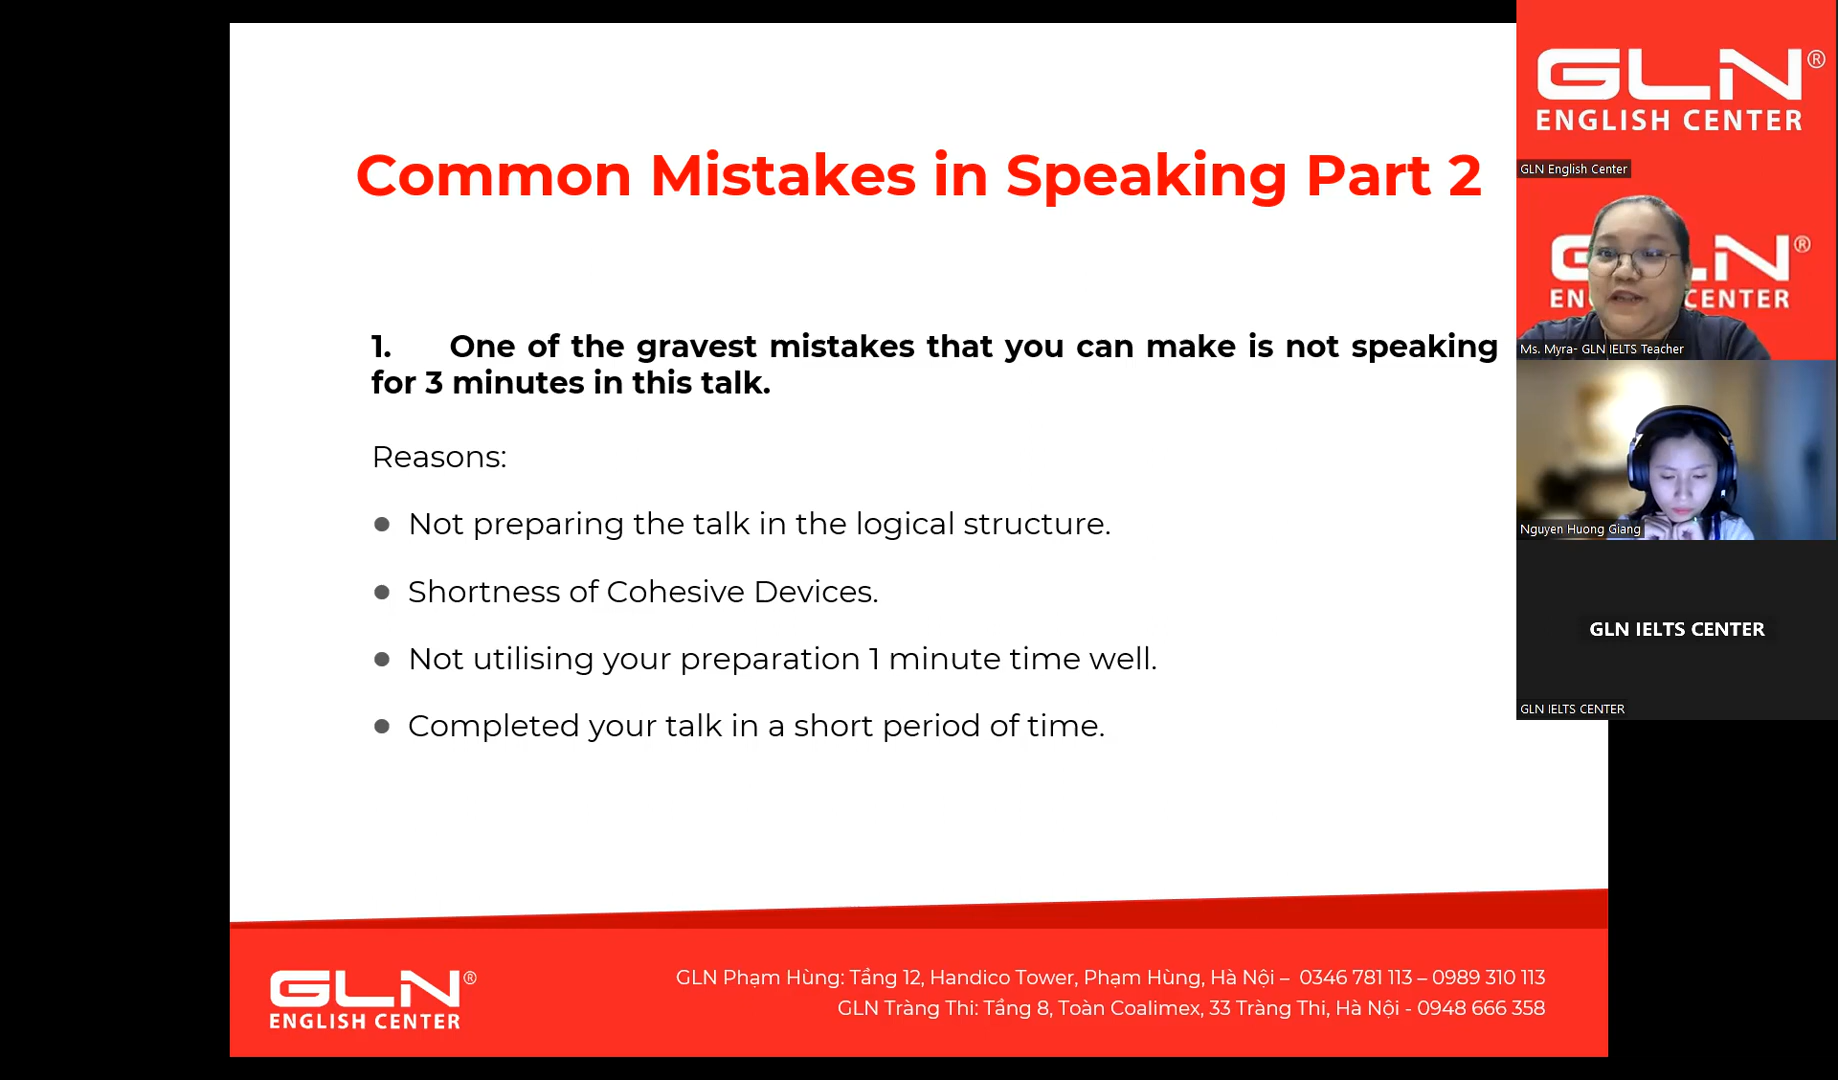 Common Mistakes in Speaking Part 2
1. One of the gravest mistakes that you can make is not speaking
for 3 minutes in this talk.
Reasons:
● Not preparing the talk in the logical structure.
● Shortness of Cohesive Devices.
● Not utilising your preparation 1 minute time well.
● Completed your talk in a short period of time.
GLN®
ENGLISH CENTER
GLN Phạm Hùng: Tầng 12, Handico Tower, Phạm Hùng, Hà Nội – 0346 781 113 – 0989 310 113
GLN Tràng Thi: Tầng 8, Toàn Coalimex, 33 Tràng Thi, Hà Nội - 0948 666 358
GLN®
ENGLISH CENTER
GLN English Center
G LN®
EN CENTER
Ms. Myra- GLN IELTS Teacher
Nguyen Huong Giang
GLN IELTS CENTER
GLN IELTS CENTER